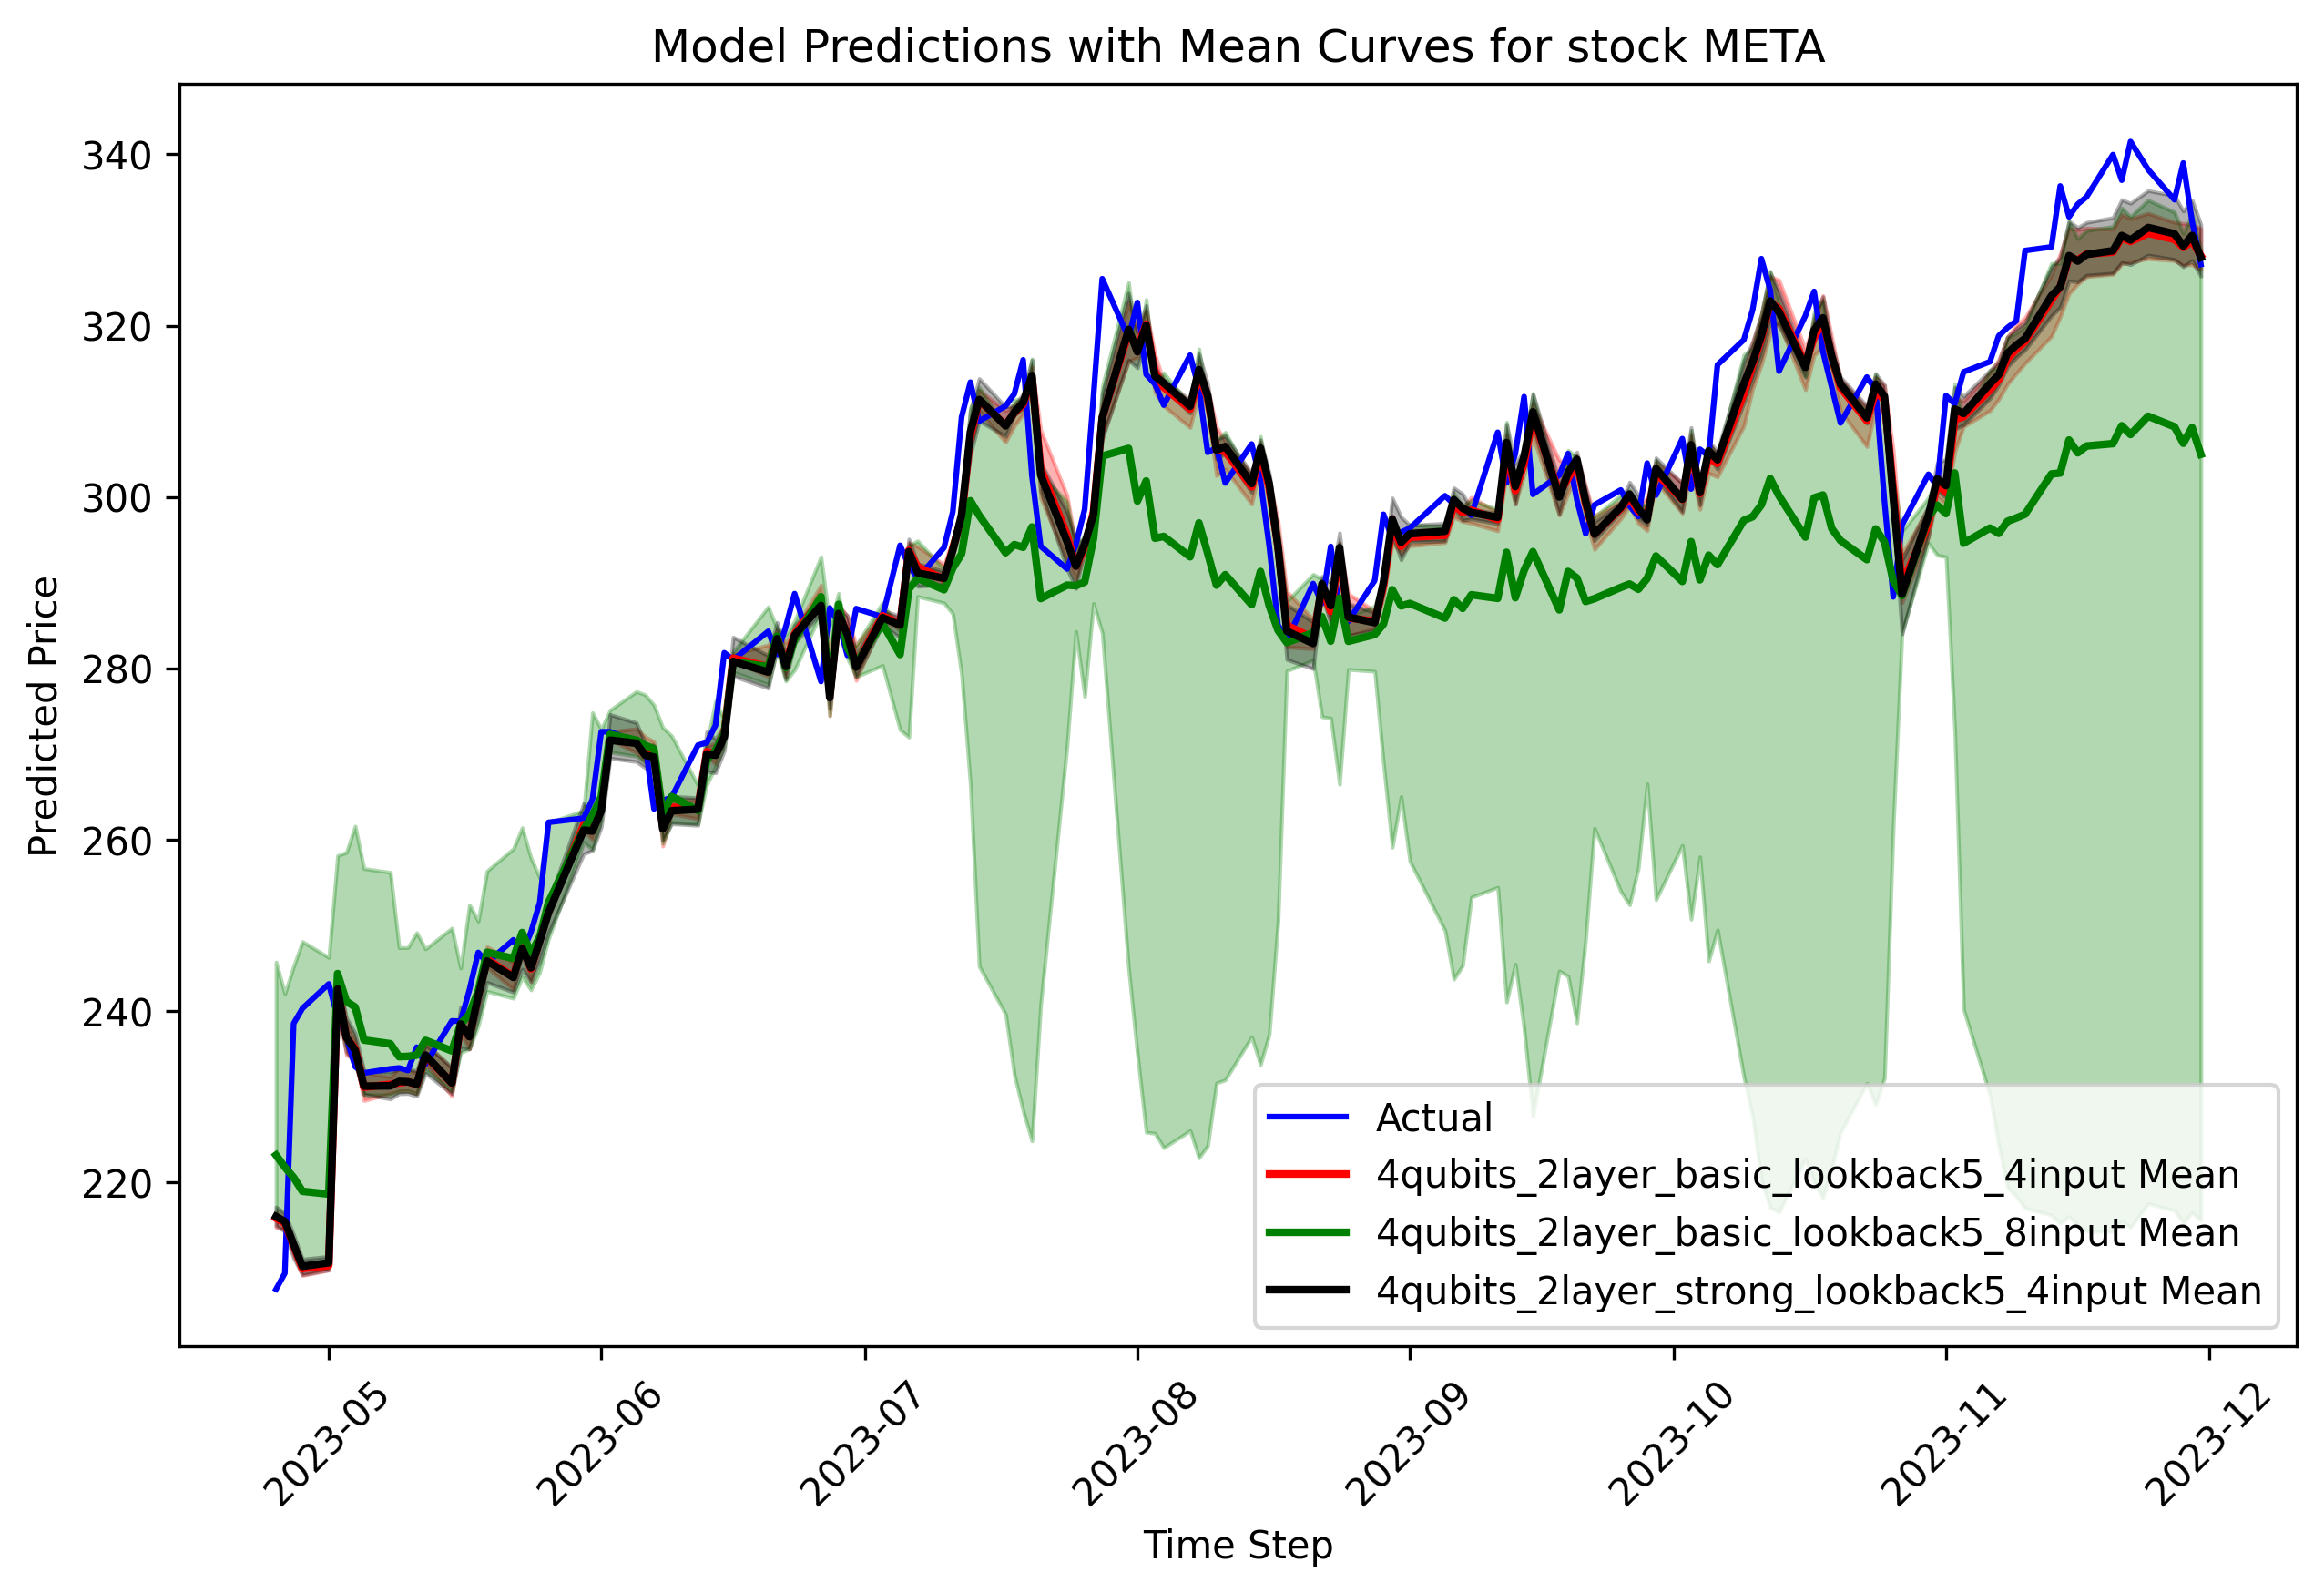 Model Predictions with Mean Curves for stock META
340
320
300
280
260
240
220
Predicted Price
Actual
4qubits_2layer_basic_lookback5_4input Mean
4qubits_2layer_basic_lookback5_8input Mean
4qubits_2layer_strong_lookback5_4input Mean
2023-05
2023-06
2023-07
2023-08
2023-09
2023-10
2023-11
2023-12
Time Step